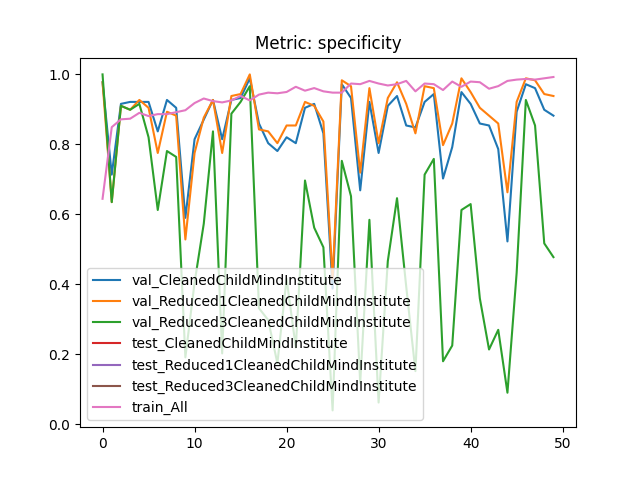 Metric: specificity
1.0
0.8
0.6
0.4
0.2
0.0
val_CleanedChildMindInstitute
val_Reduced1CleanedChildMindInstitute
val_Reduced3CleanedChildMindInstitute
test_CleanedChildMindInstitute
test_Reduced1CleanedChildMindInstitute
test_Reduced3CleanedChildMindInstitute
train_All
0 10 20 30 40 50